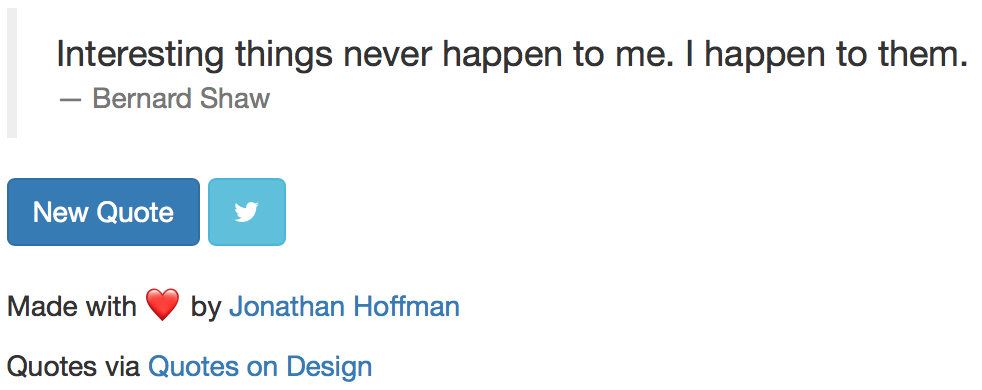 Interesting things never happen to me. I happen to them.
— Bernard Shaw
New Quote
Made with ❤️ by Jonathan Hoffman
Quotes via Quotes on Design